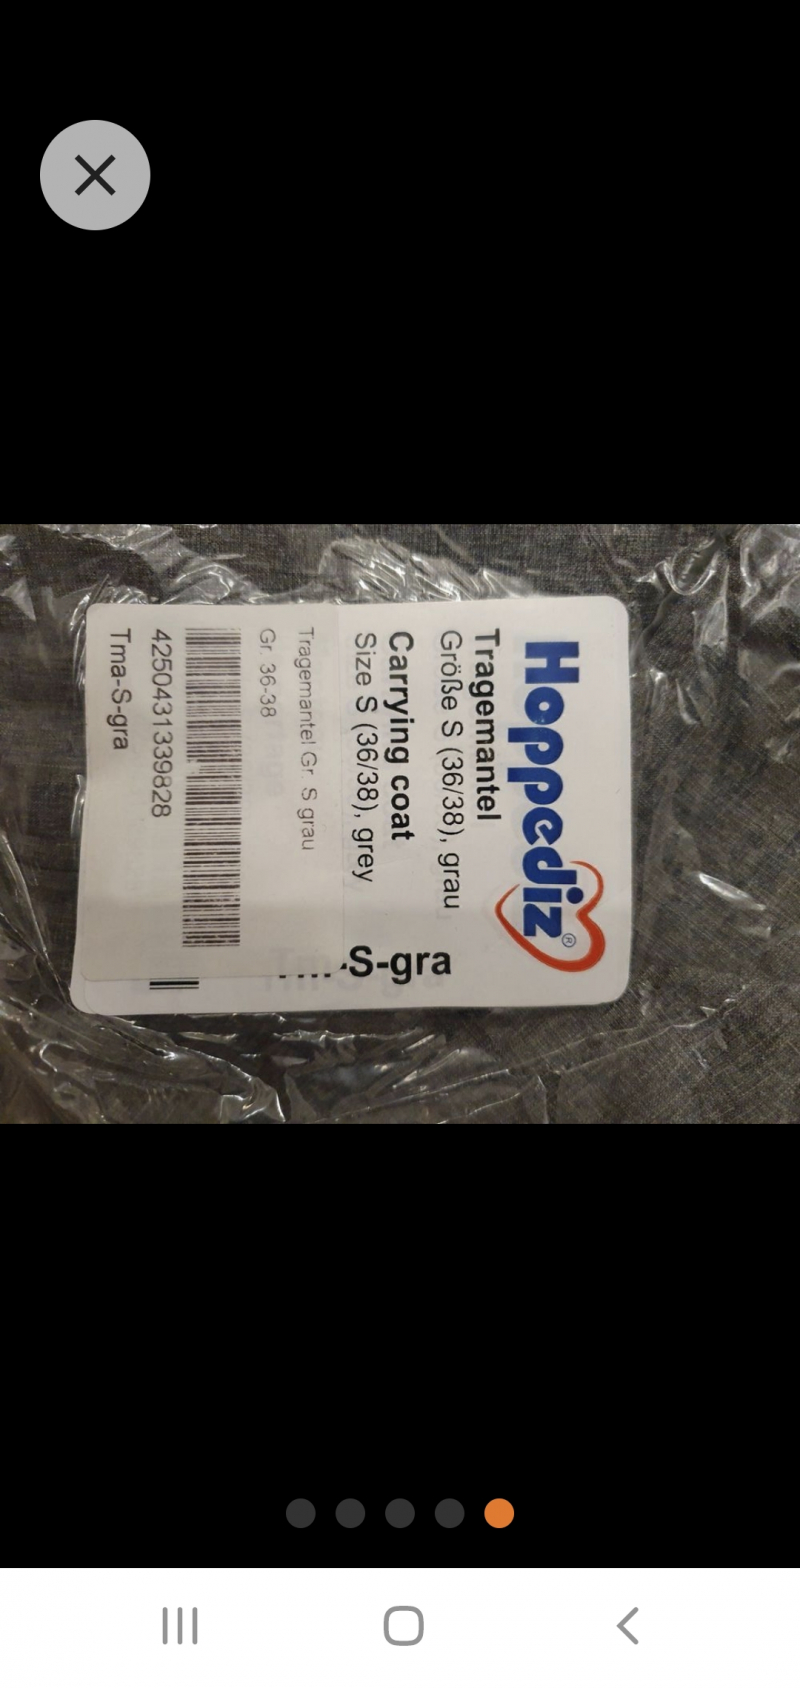 Hoppediz®
Tragemantel
Größe S (36/38), grau
Carrying coat
Size S (36/38), grey
-S-gra
Tragemantel Gr. S grau
Gr. 36-38
4250431339828
Tma-S-gra